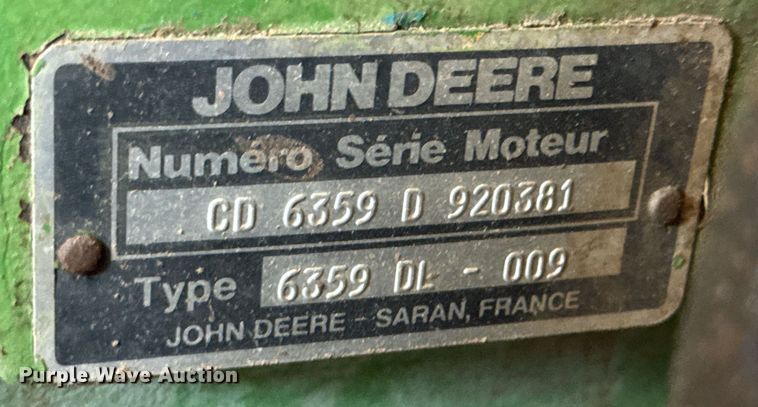 JOHN DEERE
Numéro Série Moteur
CD 6359 D 920381
Type 6359 DL - 009
JOHN DEERE - SARAN, FRANCE
Purple Wave Auction